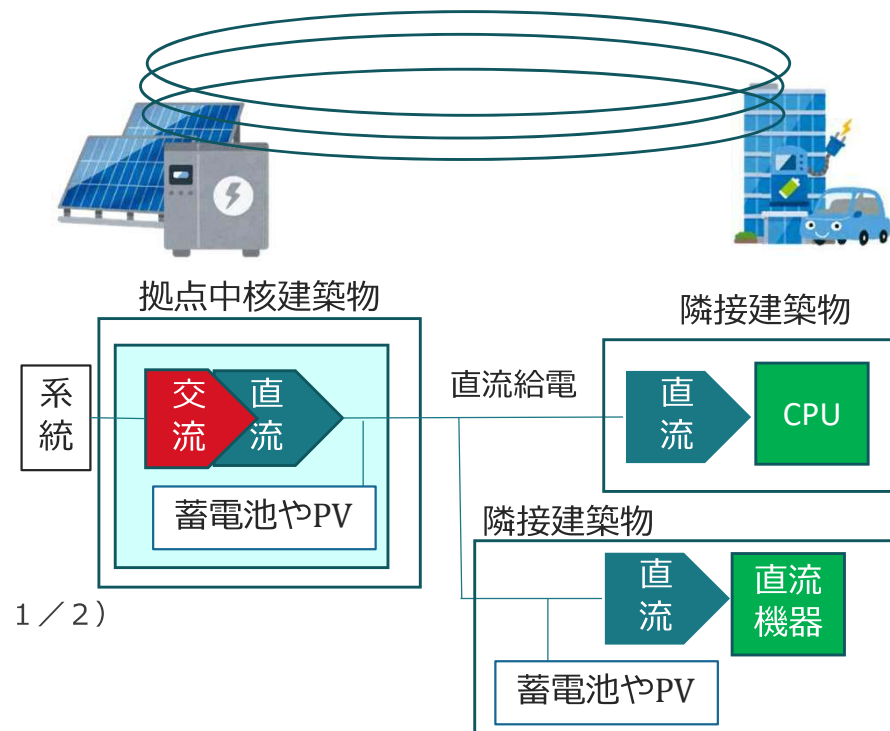 拠点中核建築物
隣接建築物
系
統
交
流
直
流
直流給電
直
流
CPU
蓄電池やPV
隣接建築物
直
流
直流
機器
蓄電池やPV
1／2）